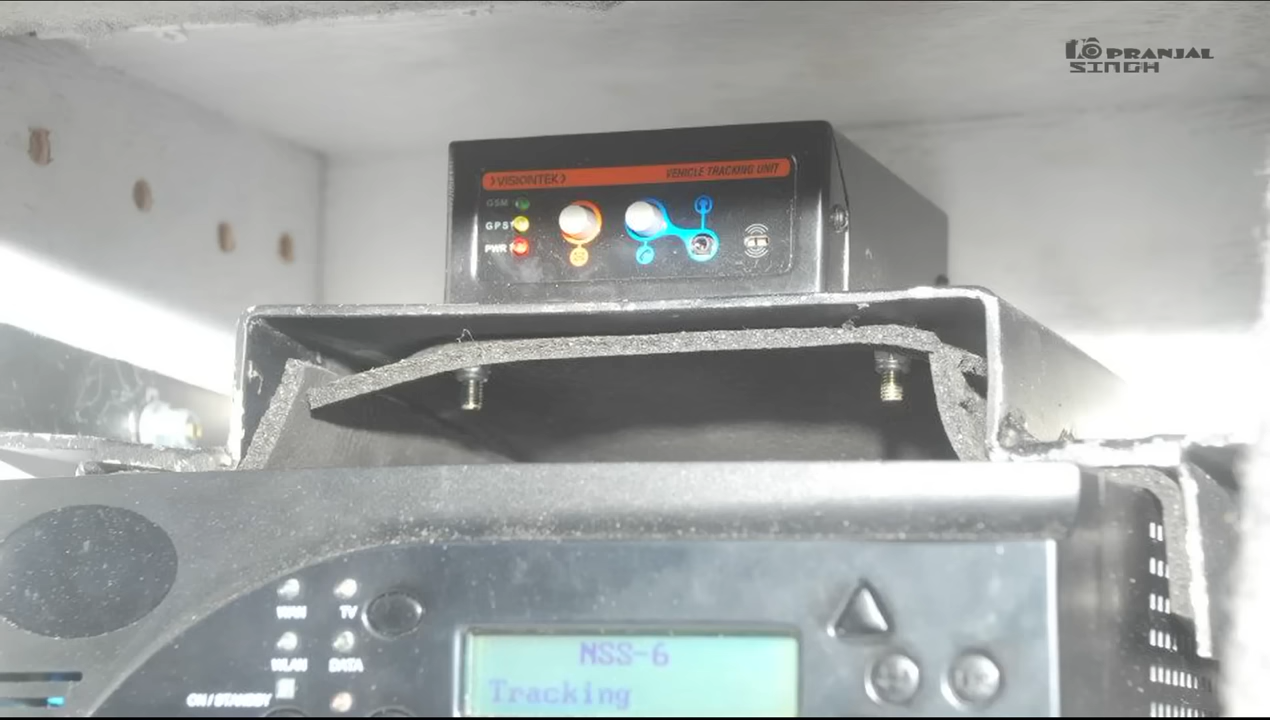 PRANJAL
SINGH
VISIONTEK
VEHICLE TRACKING UNIT
GSM
GPS
PWR
WAN
TV
WLAN
DATA
ON / STANDBY
NSS-6
Tracking